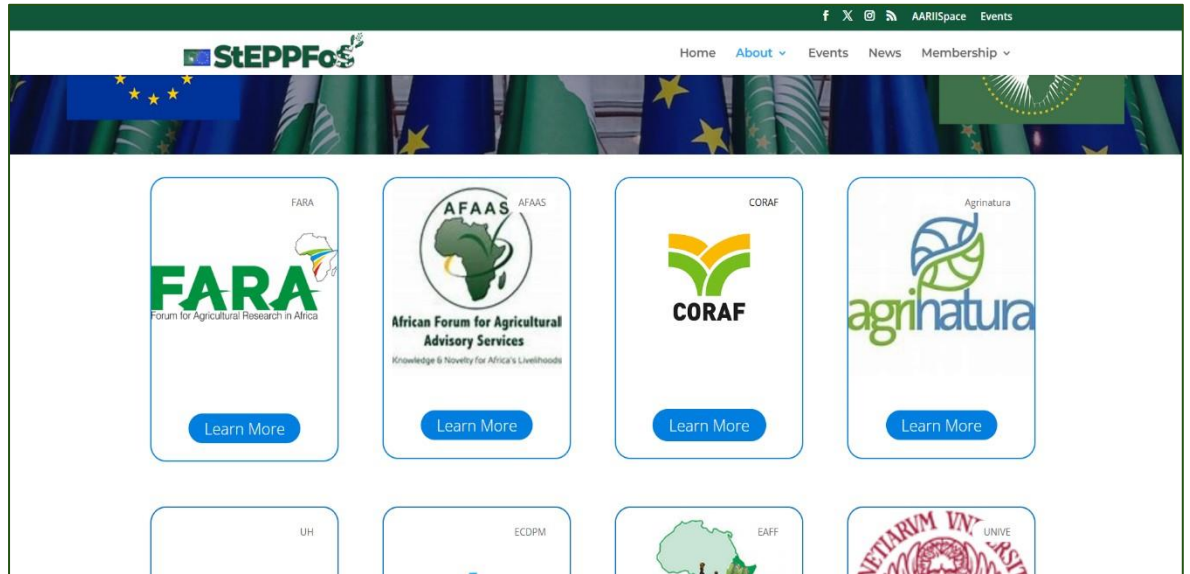 AARIISpace Events
StEPPFoS
Home About Events News Membership
FARA
FARA
Forum for Agricultural Research in Africa
Learn More
AFAAS
AFAAS
African Forum for Agricultural
Advisory Services
Knowledge & Novelty for Africa's Livelihoods
Learn More
CORAF
CORAF
Learn More
Agrinatura
agrinatura
Learn More
UH
ECDPM
EAFF
UNIVE